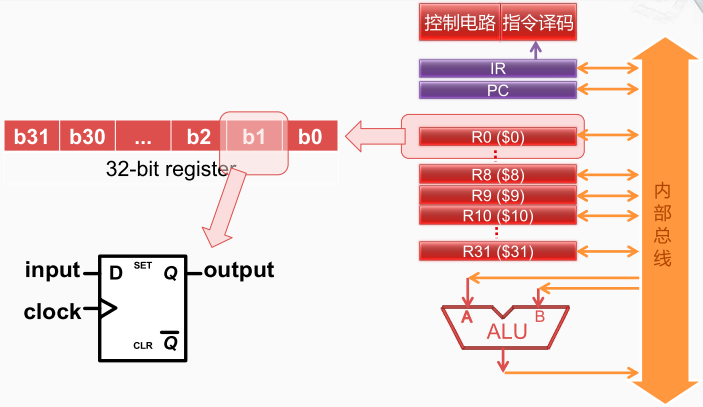 控制电路 指令译码
IR
PC
b31 b30 ... b2 b1 b0
32-bit register
R0 ($0)
R8 ($8)
R9 ($9)
R10 ($10)
R31 ($31)
内部总线
input D SET Q output
clock
CLR Q
A B
ALU